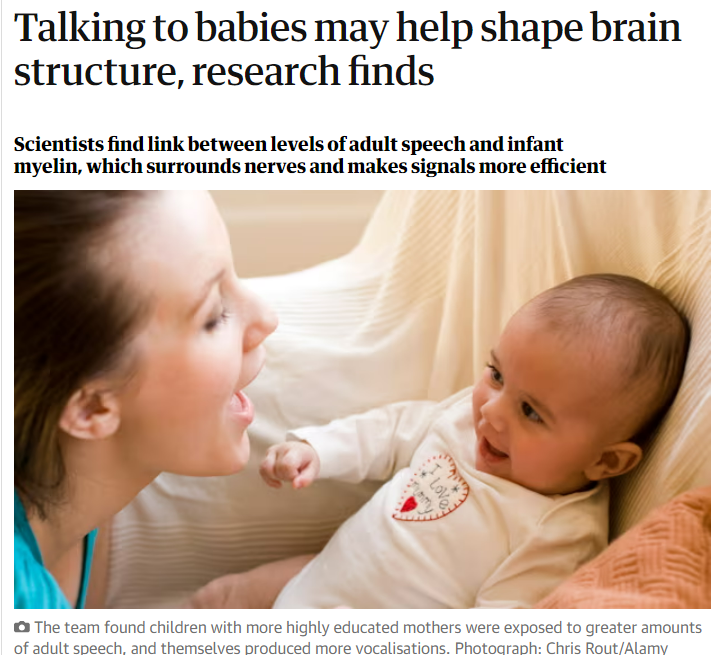 Talking to babies may help shape brain
structure, research finds
Scientists find link between levels of adult speech and infant
myelin, which surrounds nerves and makes signals more efficient
I Love
The team found children with more highly educated mothers were exposed to greater amounts
of adult speech, and themselves produced more vocalisations. Photograph: Chris Rout/Alamy